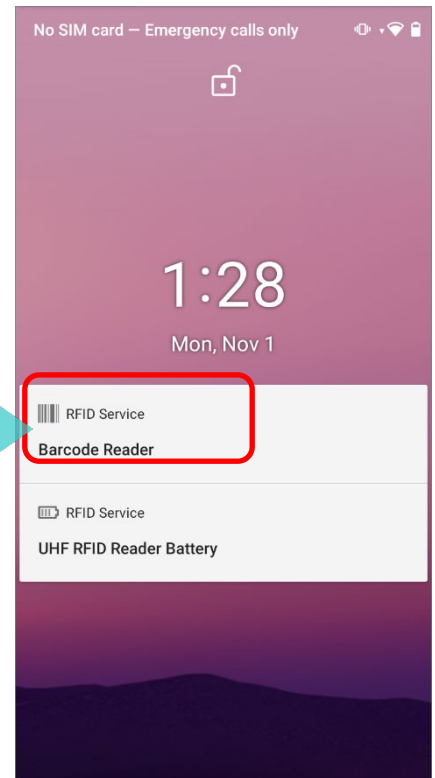 No SIM card — Emergency calls only
1:28
Mon, Nov 1
RFID Service
Barcode Reader
RFID Service
UHF RFID Reader Battery